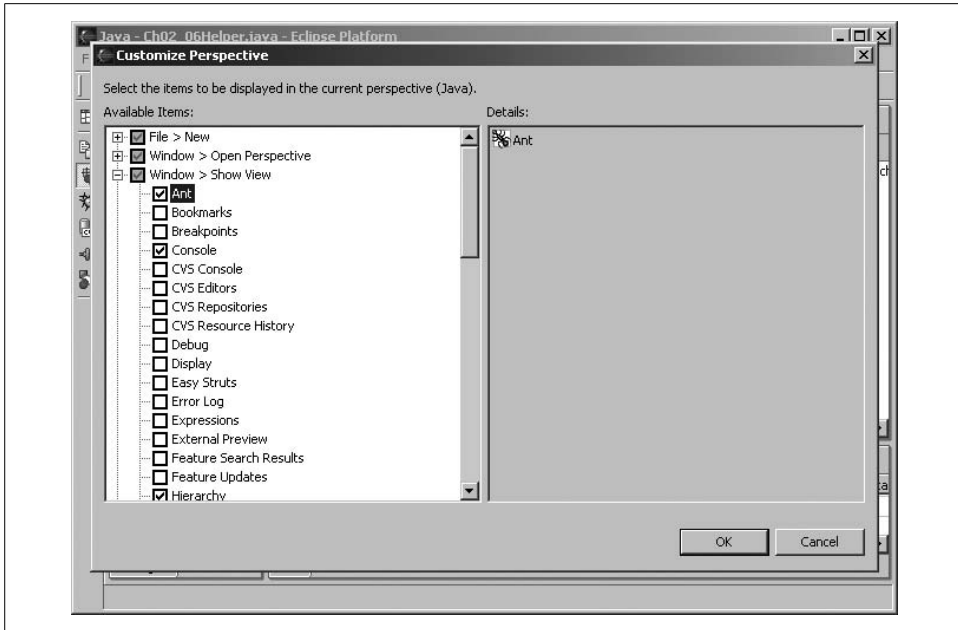 Java - Ch02_06Helper.java - Eclipse Platform
F
Customize Perspective
Select the items to be displayed in the current perspective (Java).
Available Items:
Details:
File > New
Window > Open Perspective
Window > Show View
Ant
Bookmarks
Breakpoints
Console
CVS Console
CVS Editors
CVS Repositories
CVS Resource History
Debug
Display
Easy Struts
Error Log
Expressions
External Preview
Feature Search Results
Feature Updates
Hierarchy
Ant
OK
Cancel